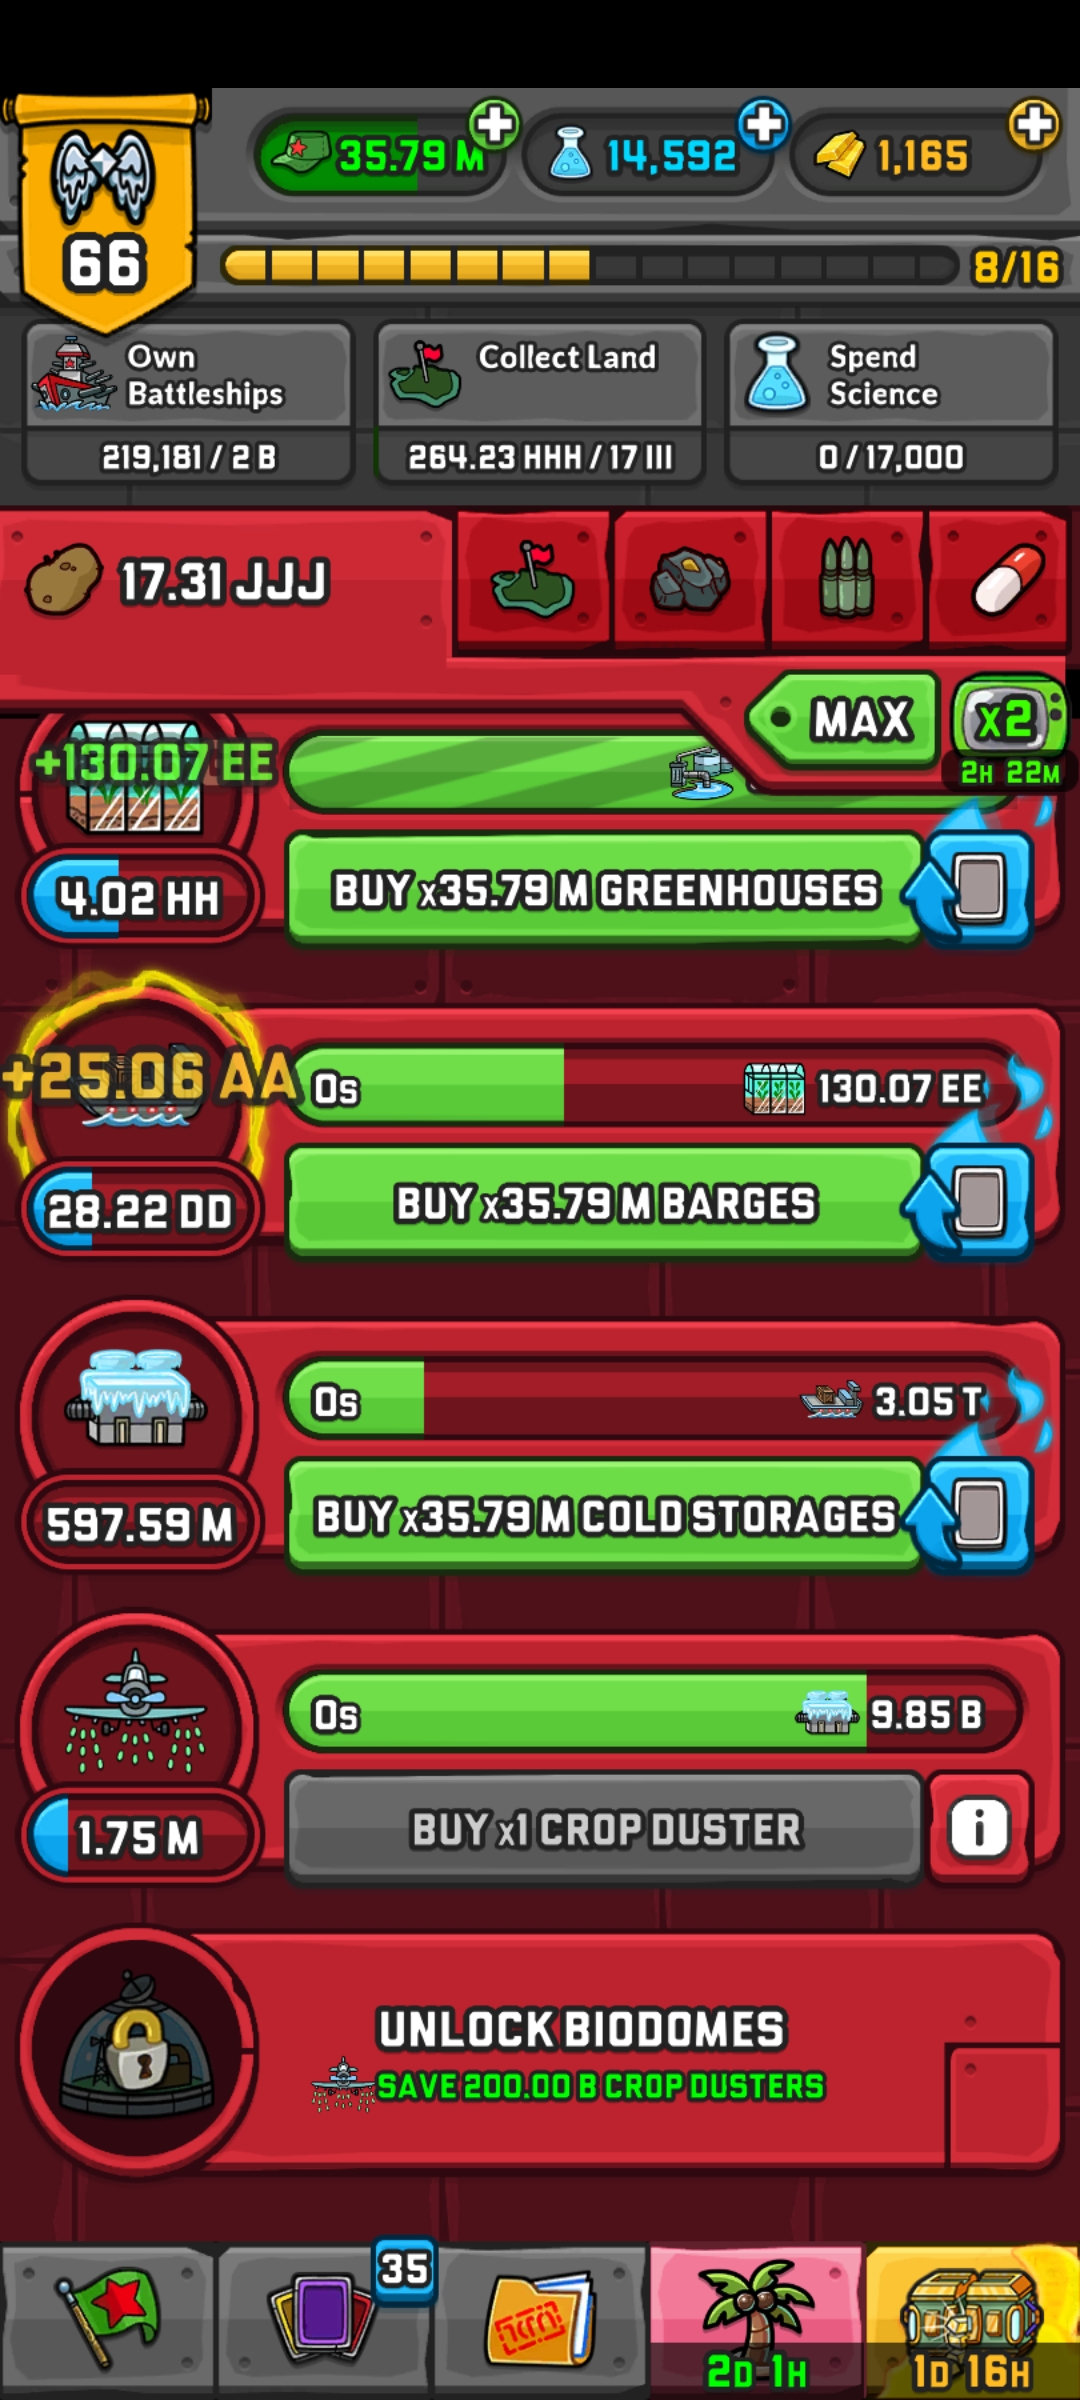 35.79 M
14,592
1,165
66
8/16
Own
Battleships
Collect Land
Spend
Science
219,181 / 2 B
264.23 HHH / 17 III
0 / 17,000
17.31 JJJ
MAX
x2
2H 22M
+130.07 EE
4.02 HH
BUY x35.79 M GREENHOUSES
+25.06 AA
0s
130.07 EE
28.22 DD
BUY x35.79 M BARGES
0s
3.05 T
597.59 M
BUY x35.79 M COLD STORAGES
0s
9.85 B
1.75 M
BUY x1 CROP DUSTER
i
UNLOCK BIODOMES
SAVE 200.00 B CROP DUSTERS
35
2D 1H
1D 16H